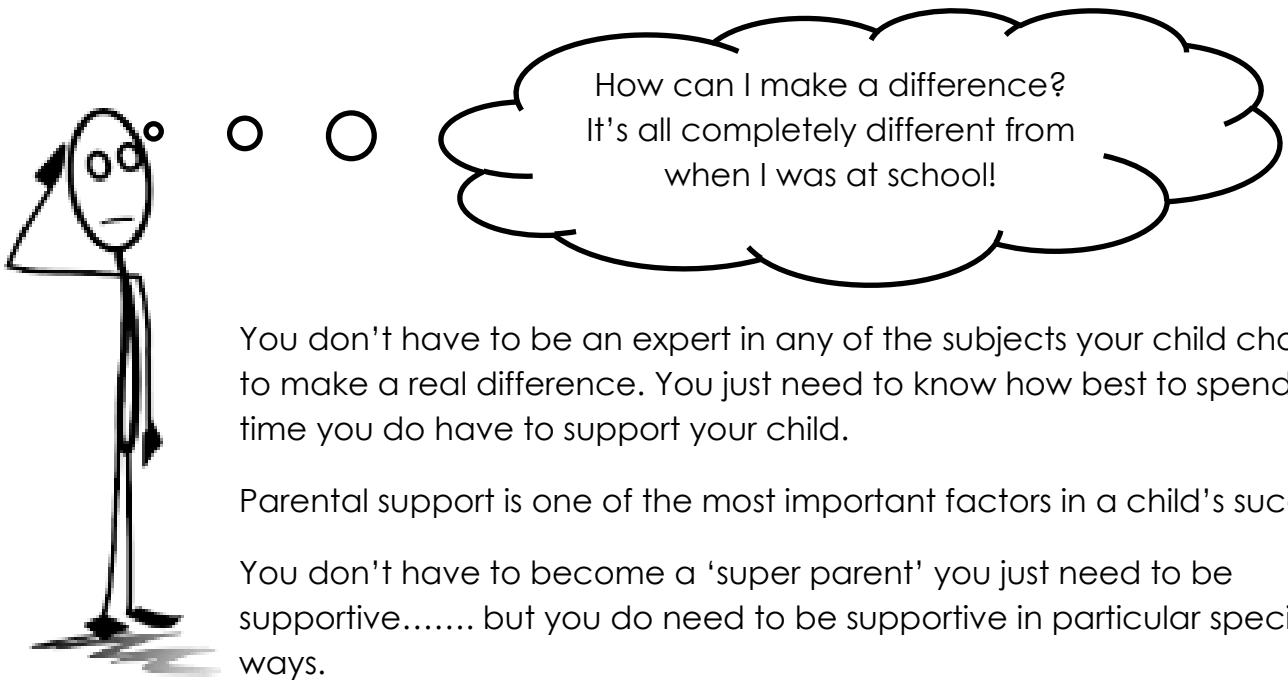 How can I make a difference?
It’s all completely different from
when I was at school!
You don’t have to be an expert in any of the subjects your child
to make a real difference. You just need to know how best to spend
time you do have to support your child.
Parental support is one of the most important factors in a child’s
You don’t have to become a ‘super parent’ you just need to be
supportive……. but you do need to be supportive in particular
ways.